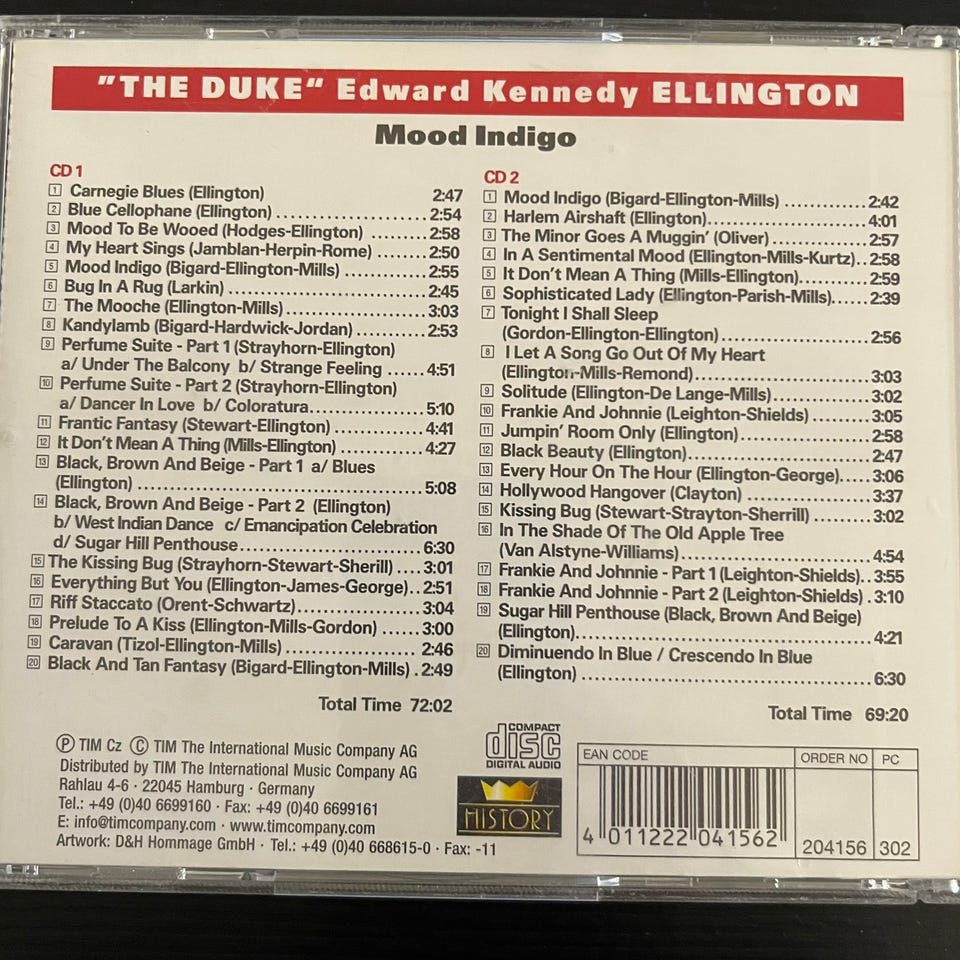 "THE DUKE“ Edward Kennedy ELLINGTON
Mood Indigo
CD 1
1 Carnegie Blues (Ellington) 2:47
2 Blue Cellophane (Ellington) ........................2:54
3 Mood To Be Wooed (Hodges-Ellington) .........2:58
4 My Heart Sings (Jamblan-Herpin-Rome) ........2:50
5 Mood Indigo (Bigard-Ellington-Mills) ..............2:55
6 Bug In A Rug (Larkin) ................................2:45
7 The Mooche (Ellington-Mills).......................3:03
8 Kandylamb (Bigard-Hardwick-Jordan) ...........2:53
9 Perfume Suite - Part 1 (Strayhorn-Ellington)
a/ Under The Balcony b/ Strange Feeling ......4:51
10 Perfume Suite - Part 2 (Strayhorn-Ellington)
a/ Dancer In Love b/ Coloratura...................5:10
11 Frantic Fantasy (Stewart-Ellington) ...............4:41
12 It Don't Mean A Thing (Mills-Ellington) ..............4:27
13 Black, Brown And Beige - Part 1 a/ Blues
(Ellington) ..............................................5:08
14 Black, Brown And Beige - Part 2 (Ellington)
b/ West Indian Dance c/ Emancipation Celebration
d/ Sugar Hill Penthouse..............................6:30
15 The Kissing Bug (Strayhorn-Stewart-Sherill) ....3:01
16 Everything But You (Ellington-James-George)..2:51
17 Riff Staccato (Orent-Schwartz)....................3:04
18 Prelude To A Kiss (Ellington-Mills-Gordon) ......3:00
19 Caravan (Tizol-Ellington-Mills) ..................... 2:46
20 Black And Tan Fantasy (Bigard-Ellington-Mills) .2:49
Total Time 72:02
CD 2
1 Mood Indigo (Bigard-Ellington-Mills) .............2:42
2 Harlem Airshaft (Ellington).........................4:01
3 The Minor Goes A Muggin' (Oliver) ...............2:57
4 In A Sentimental Mood (Ellington-Mills-Kurtz)..2:58
5 It Don't Mean A Thing (Mills-Ellington)...........2:59
6 Sophisticated Lady (Ellington-Parish-Mills)......2:39
7 Tonight I Shall Sleep
(Gordon-Ellington-Ellington) .......................2:56
8 I Let A Song Go Out Of My Heart
(Ellington-Mills-Remond)...........................3:03
9 Solitude (Ellington-De Lange-Mills)...............3:02
10 Frankie And Johnnie (Leighton-Shields) .........3:05
11 Jumpin' Room Only (Ellington)....................2:58
12 Black Beauty (Ellington)............................2:47
13 Every Hour On The Hour (Ellington-George).....3:06
14 Hollywood Hangover (Clayton) ...................3:37
15 Kissing Bug (Stewart-Strayton-Sherrill) .........3:02
16 In The Shade Of The Old Apple Tree
(Van Alstyne-Williams)..............................4:54
17 Frankie And Johnnie - Part 1 (Leighton-Shields)..3:55
18 Frankie And Johnnie - Part 2 (Leighton-Shields) .3:10
19 Sugar Hill Penthouse (Black, Brown And Beige)
(Ellington)..............................................4:21
20 Diminuendo In Blue / Crescendo In Blue
(Ellington) .............................................6:30
Total Time 69:20
Ⓟ TIM Cz Ⓒ TIM The International Music Company AG
Distributed by TIM The International Music Company AG
Rahlau 4-6 · 22045 Hamburg · Germany
Tel.: +49 (0)40 6699160 · Fax: +49 (0)40 6699161
E: info@timcompany.com · www.timcompany.com
Artwork: D&H Hommage GmbH · Tel.: +49 (0)40 668615-0 · Fax: -11
COMPACT
disc
DIGITAL AUDIO
HISTORY
EAN CODE
4 011222 041562
ORDER NO
204156
PC
302